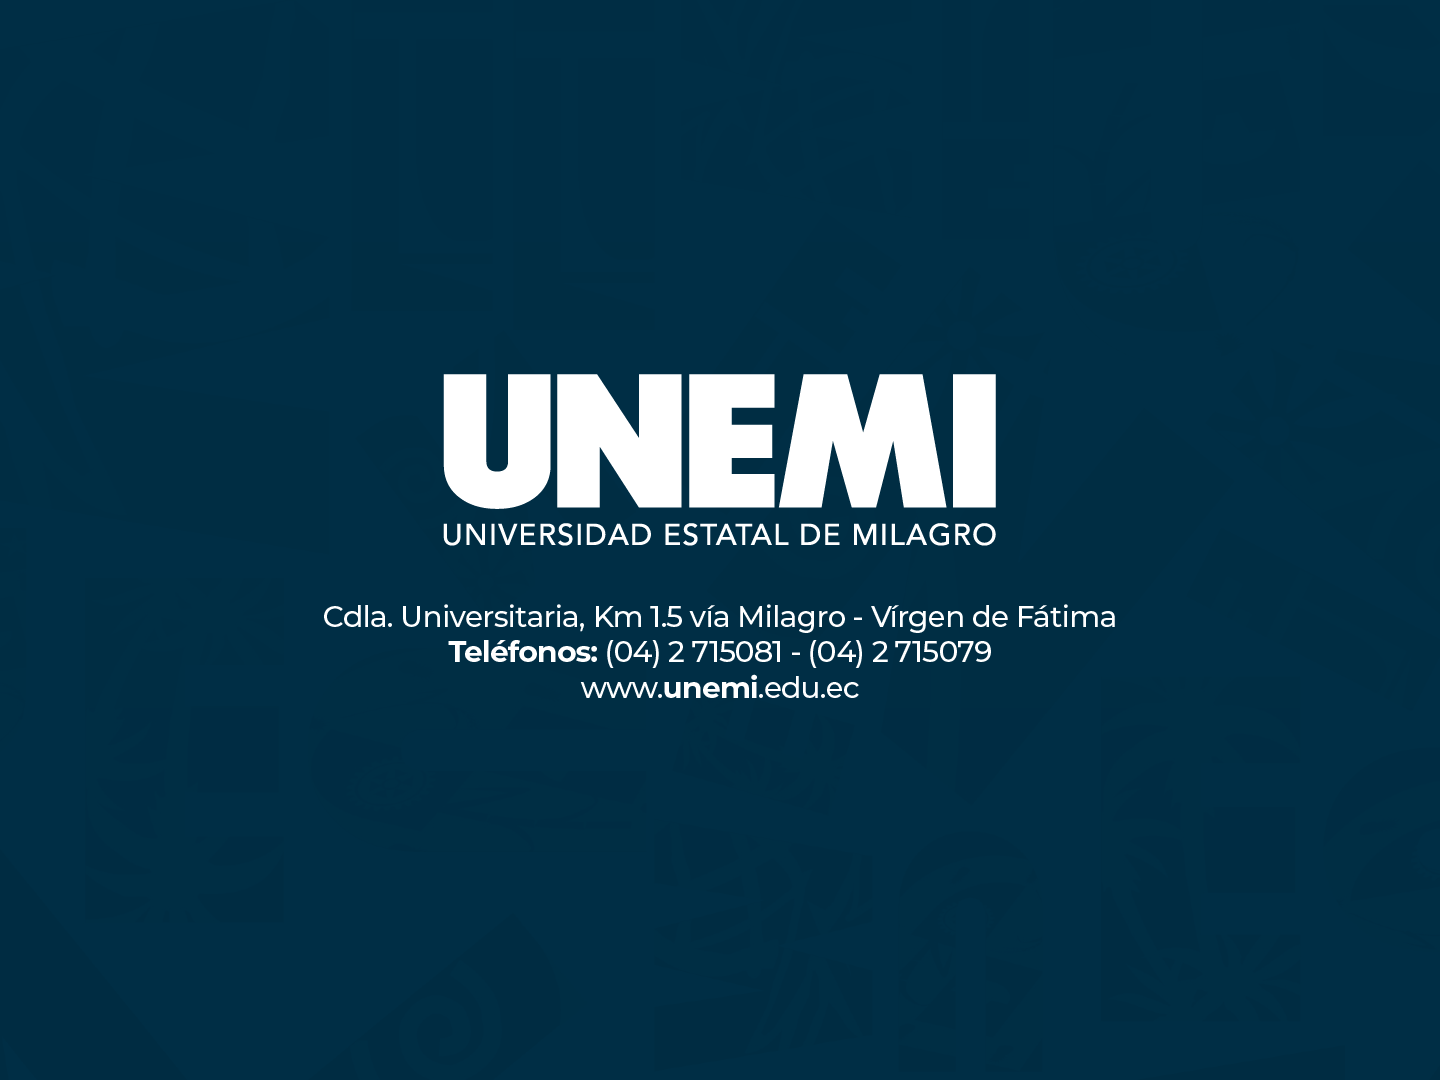 UNEMI
UNIVERSIDAD ESTATAL DE MILAGRO
Cdla. Universitaria, Km 1.5 vía Milagro - Vírgen de Fátima
Teléfonos: (04) 2 715081 - (04) 2 715079
www.unemi.edu.ec